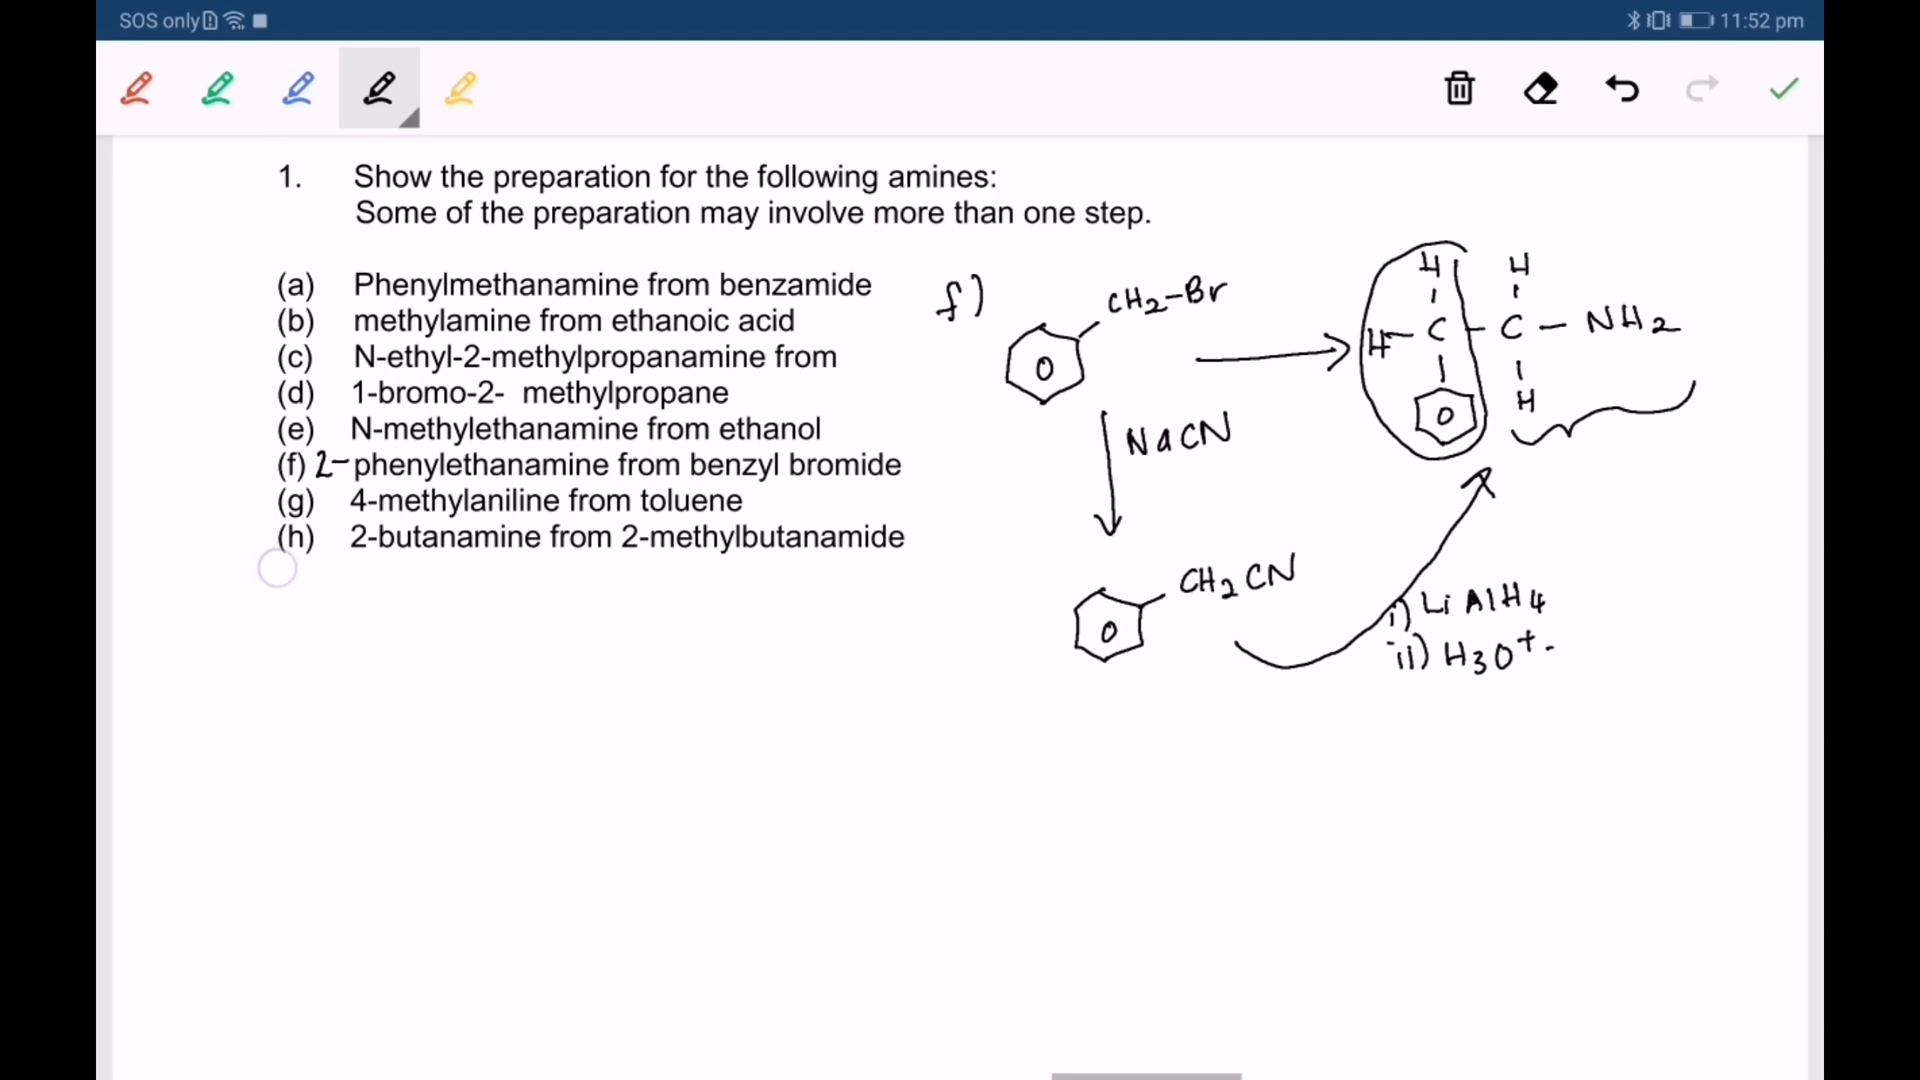 SOS only
11:52 pm
1. Show the preparation for the following amines:
Some of the preparation may involve more than one step.
(a) Phenylmethanamine from benzamide
(b) methylamine from ethanoic acid
(c) N-ethyl-2-methylpropanamine from
(d) 1-bromo-2- methylpropane
(e) N-methylethanamine from ethanol
(f) 2-phenylethanamine from benzyl bromide
(g) 4-methylaniline from toluene
(h) 2-butanamine from 2-methylbutanamide
f)
CH2-Br
H H
H - C - C - NH2
H
NaCN
CH2CN
i) LiAlH4
ii) H3O+.